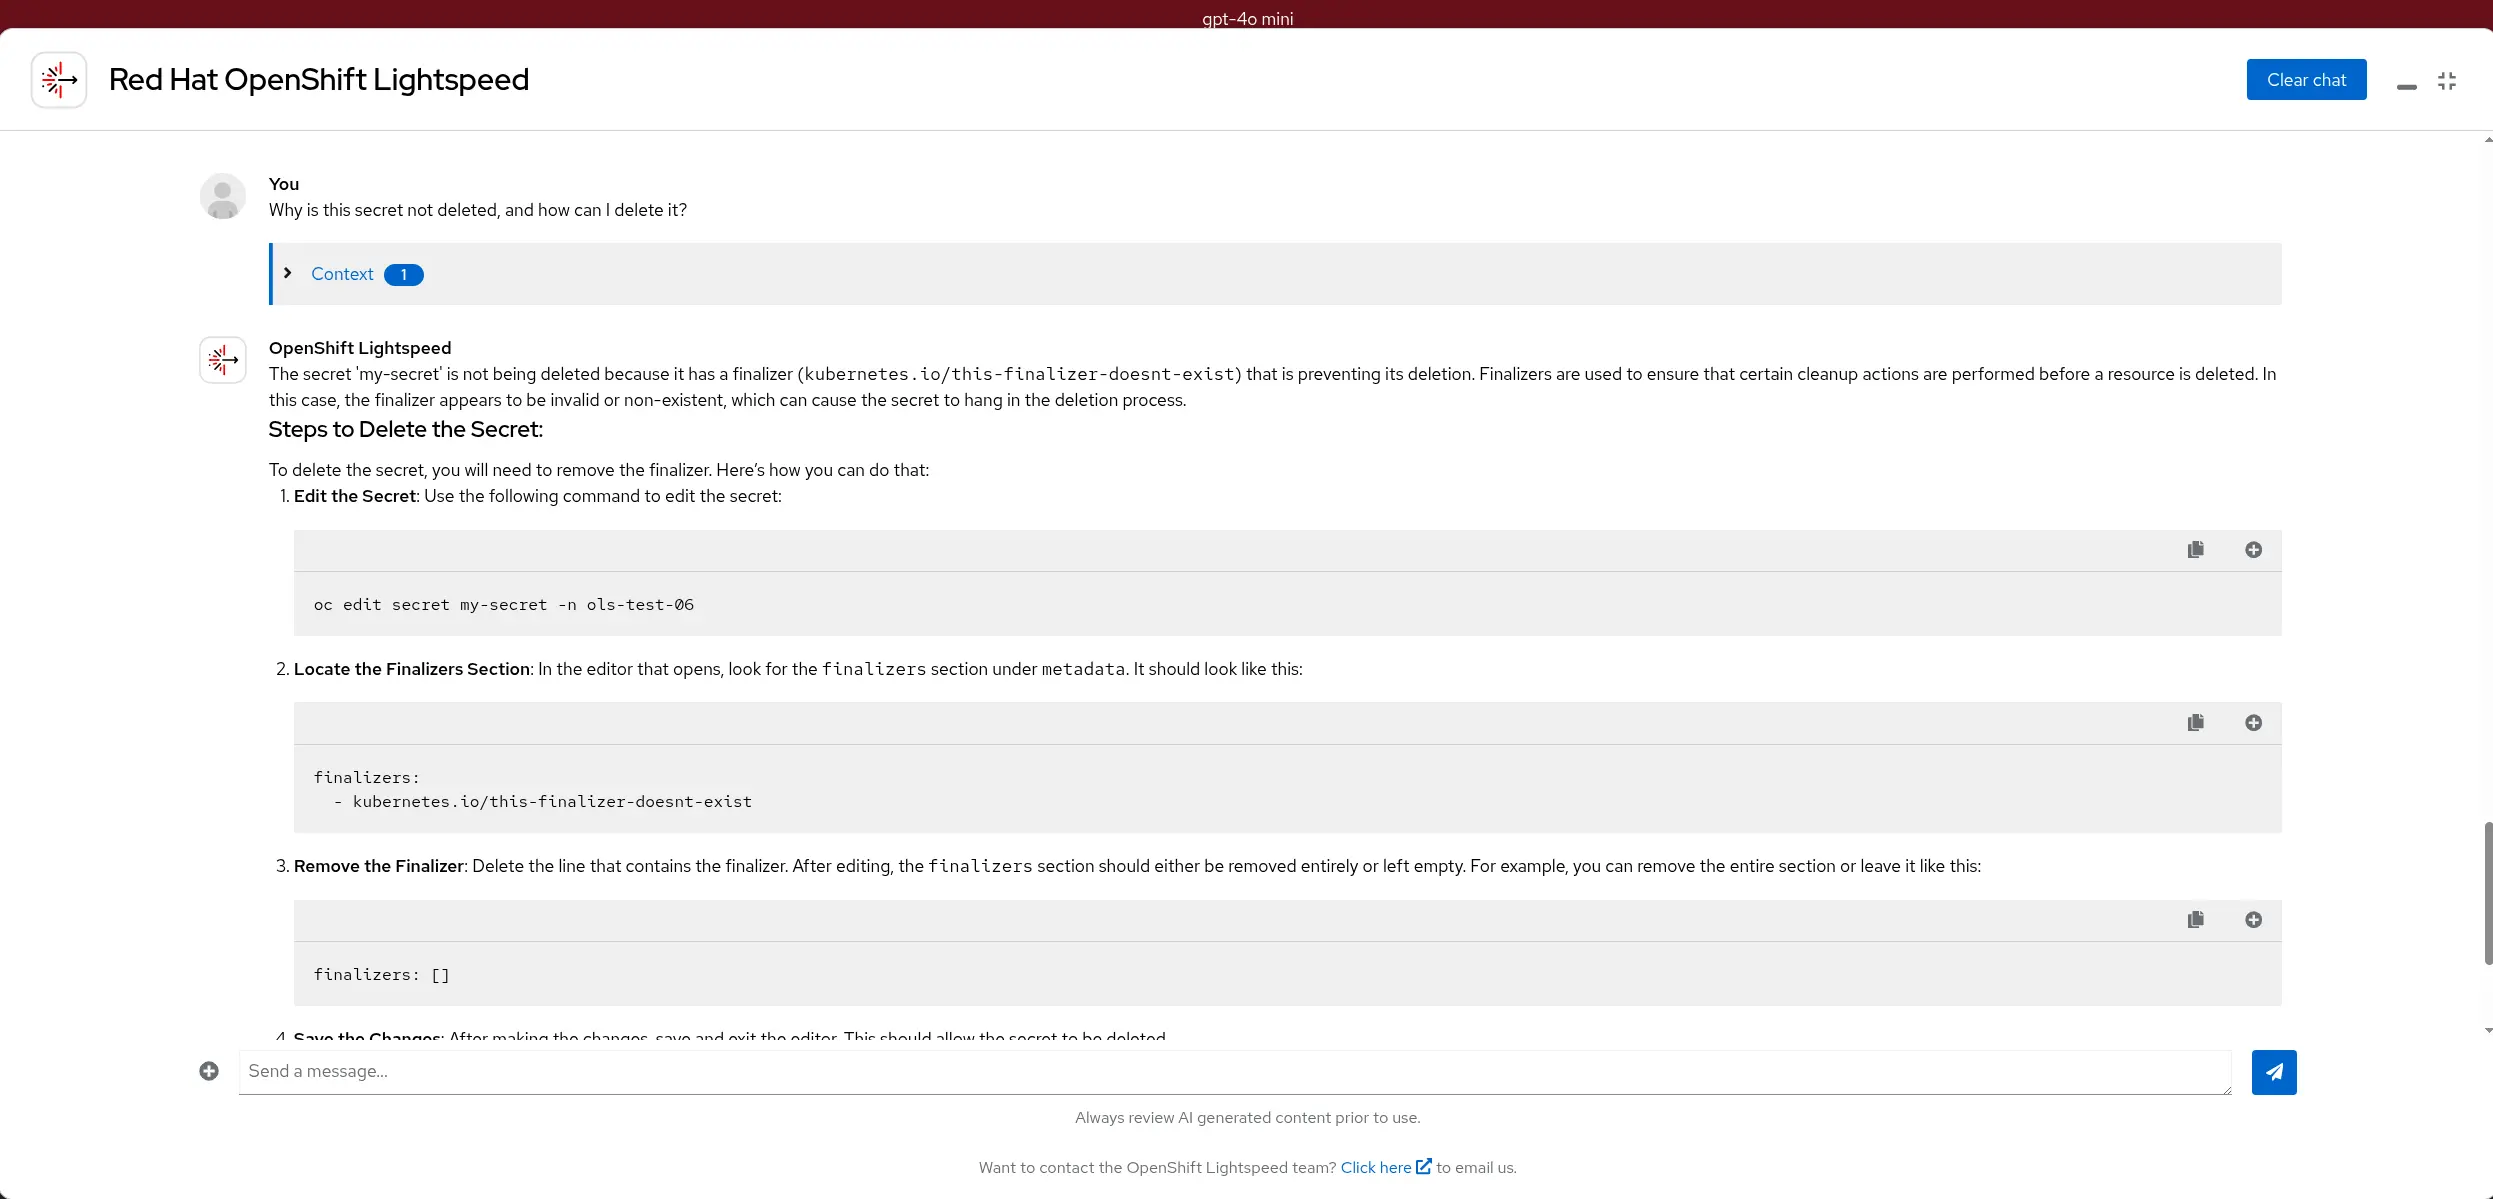 gpt-4o mini
Red Hat OpenShift Lightspeed
Clear chat
You
Why is this secret not deleted, and how can I delete it?
Context 1
OpenShift Lightspeed
The secret 'my-secret' is not being deleted because it has a finalizer (kubernetes.io/this-finalizer-doesnt-exist) that is preventing its deletion. Finalizers are used to ensure that certain cleanup actions are performed before a resource is deleted. In
this case, the finalizer appears to be invalid or non-existent, which can cause the secret to hang in the deletion process.
Steps to Delete the Secret:
To delete the secret, you will need to remove the finalizer. Here's how you can do that:
1. Edit the Secret: Use the following command to edit the secret:
oc edit secret my-secret -n ols-test-06
2. Locate the Finalizers Section: In the editor that opens, look for the finalizers section under metadata. It should look like this:
finalizers:
- kubernetes.io/this-finalizer-doesnt-exist
3. Remove the Finalizer: Delete the line that contains the finalizer. After editing, the finalizers section should either be removed entirely or left empty. For example, you can remove the entire section or leave it like this:
finalizers: []
4. Save the Changes: After making the changes, save and exit the editor. This should allow the secret to be deleted.
Send a message...
Always review AI generated content prior to use.
Want to contact the OpenShift Lightspeed team? Click here to email us.